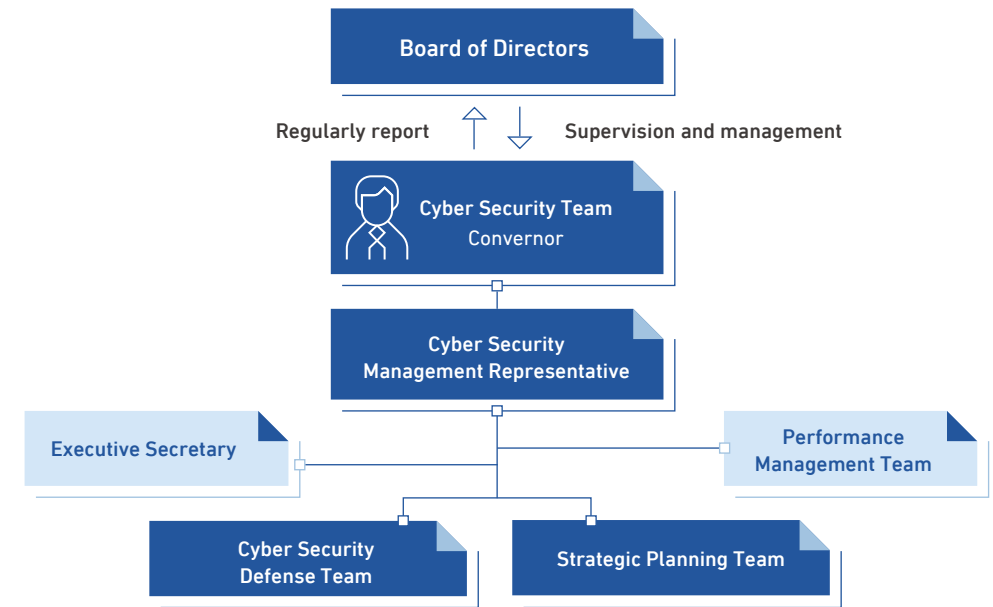 Board of Directors
Regularly report
Supervision and management
Cyber Security Team
Convernor
Cyber Security
Management Representative
Executive Secretary
Performance
Management Team
Cyber Security
Defense Team
Strategic Planning Team